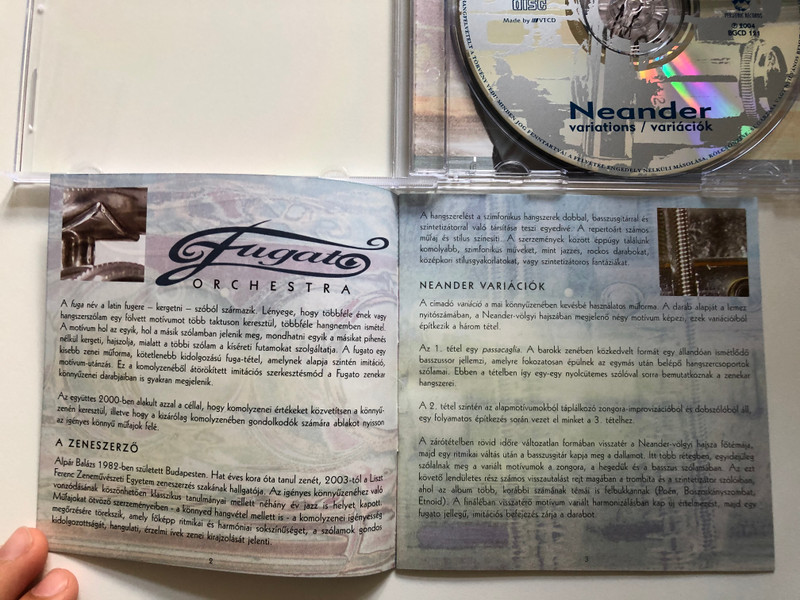 DISC
Made by VTCD
℗ 2004
BGCD 121
Neander
variations / variációk
Fugato
ORCHESTRA
A fuga név a latin fugere – kergetni – szóból származik. Lényege, hogy többféle ének vagy
hangszerszólam egy fölvett motívumot több taktuson keresztül, többféle hangnemben ismétel.
A motívum hol az egyik, hol a másik szólamban jelenik meg, mondhatni egyik a másikat pihenés
nélkül kergeti, hajszolja, mialatt a többi szólam a kíséreti futamokat szolgáltatja. A fugato egy
kisebb zenei műforma, kötetlenebb kidolgozású fuga-tétel, amelynek alapja szintén imitáció,
motívum-utánzás. Ez a komolyzenéből átörökített imitációs szerkesztésmód a Fugato zenekar
könnyűzenei darabjaiban is gyakran megjelenik.
Az együttes 2000-ben alakult azzal a céllal, hogy komolyzenei értékeket közvetítsen a könnyű-
zenén keresztül, illetve hogy a kizárólag komolyzenében gondolkodók számára ablakot nyisson
az igényes könnyű műfajok felé.
A ZENESZERZŐ
Alpár Balázs 1982-ben született Budapesten. Hat éves kora óta tanul zenét, 2003-tól a Liszt
Ferenc Zeneművészeti Egyetem zeneszerzés szakának hallgatója. Az igényes könnyűzenéhez való
vonzódásának köszönhetően klasszikus tanulmányai mellett néhány év jazz is helyet kapott.
Műfajokat ötvöző szerzeményeiben - a könnyed hangvétel mellett is - a komolyzenei igényesség
megőrzésére törekszik, amely főképp ritmikai és harmóniai sokszínűséget, a szólamok gondos
kidolgozottságát, hangulati, érzelmi ívek zenei kirajzolását jelenti.
2
A hangszerelést a szimfonikus hangszerek dobbal, basszusgitárral és
szintetizátorral való társítása teszi egyedivé. A repertoárt számos
műfaj és stílus színesíti. A szerzemények között éppúgy találunk
komolyabb, szimfonikus műveket, mint jazzes, rockos darabokat,
középkori stílusgyakorlatokat, vagy szintetizátoros fantáziákat.
NEANDER VARIÁCIÓK
A címadó variáció a mai könnyűzenében kevésbé használatos műforma. A darab alapját a lemez
nyitószámában, a Neander-völgyi hajszában megjelenő négy motívum képezi, ezek variációiból
építkezik a három tétel.
Az 1. tétel egy passacaglia. A barokk zenében közkedvelt formát egy állandóan ismétlődő
basszussor jellemzi, amelyre fokozatosan épülnek az egymás után belépő hangszercsoportok
szólamai. Ebben a tételben így egy-egy nyolcütemes szólóval sorra bemutatkoznak a zenekar
hangszerei.
A 2. tétel szintén az alapmotívumokból táplálkozó zongora-improvizációból és dobszólóból áll,
egy folyamatos építkezés során vezet el minket a 3. tételhez.
A zárótételben rövid időre változatlan formában visszatér a Neander-völgyi hajsza főtémája,
majd egy ritmikai váltás után a basszusgitár kapja meg a dallamot. Itt több rétegben, egyidejűleg
szólalnak meg a variált motívumok a zongora, a hegedűk és a basszus szólamában. Az ezt
követő lendületes rész számos visszautalást rejt magában a trombita és a szintetizátor szólóiban,
ahol az album több, korábbi számának témái is felbukkannak (Poém, Boszorkányszombat,
Etnoid). A fináleban visszatérő motívum variált harmonizálásban kap új értelmezést, majd egy
fugato jellegű, imitációs befejezés zárja a darabot.